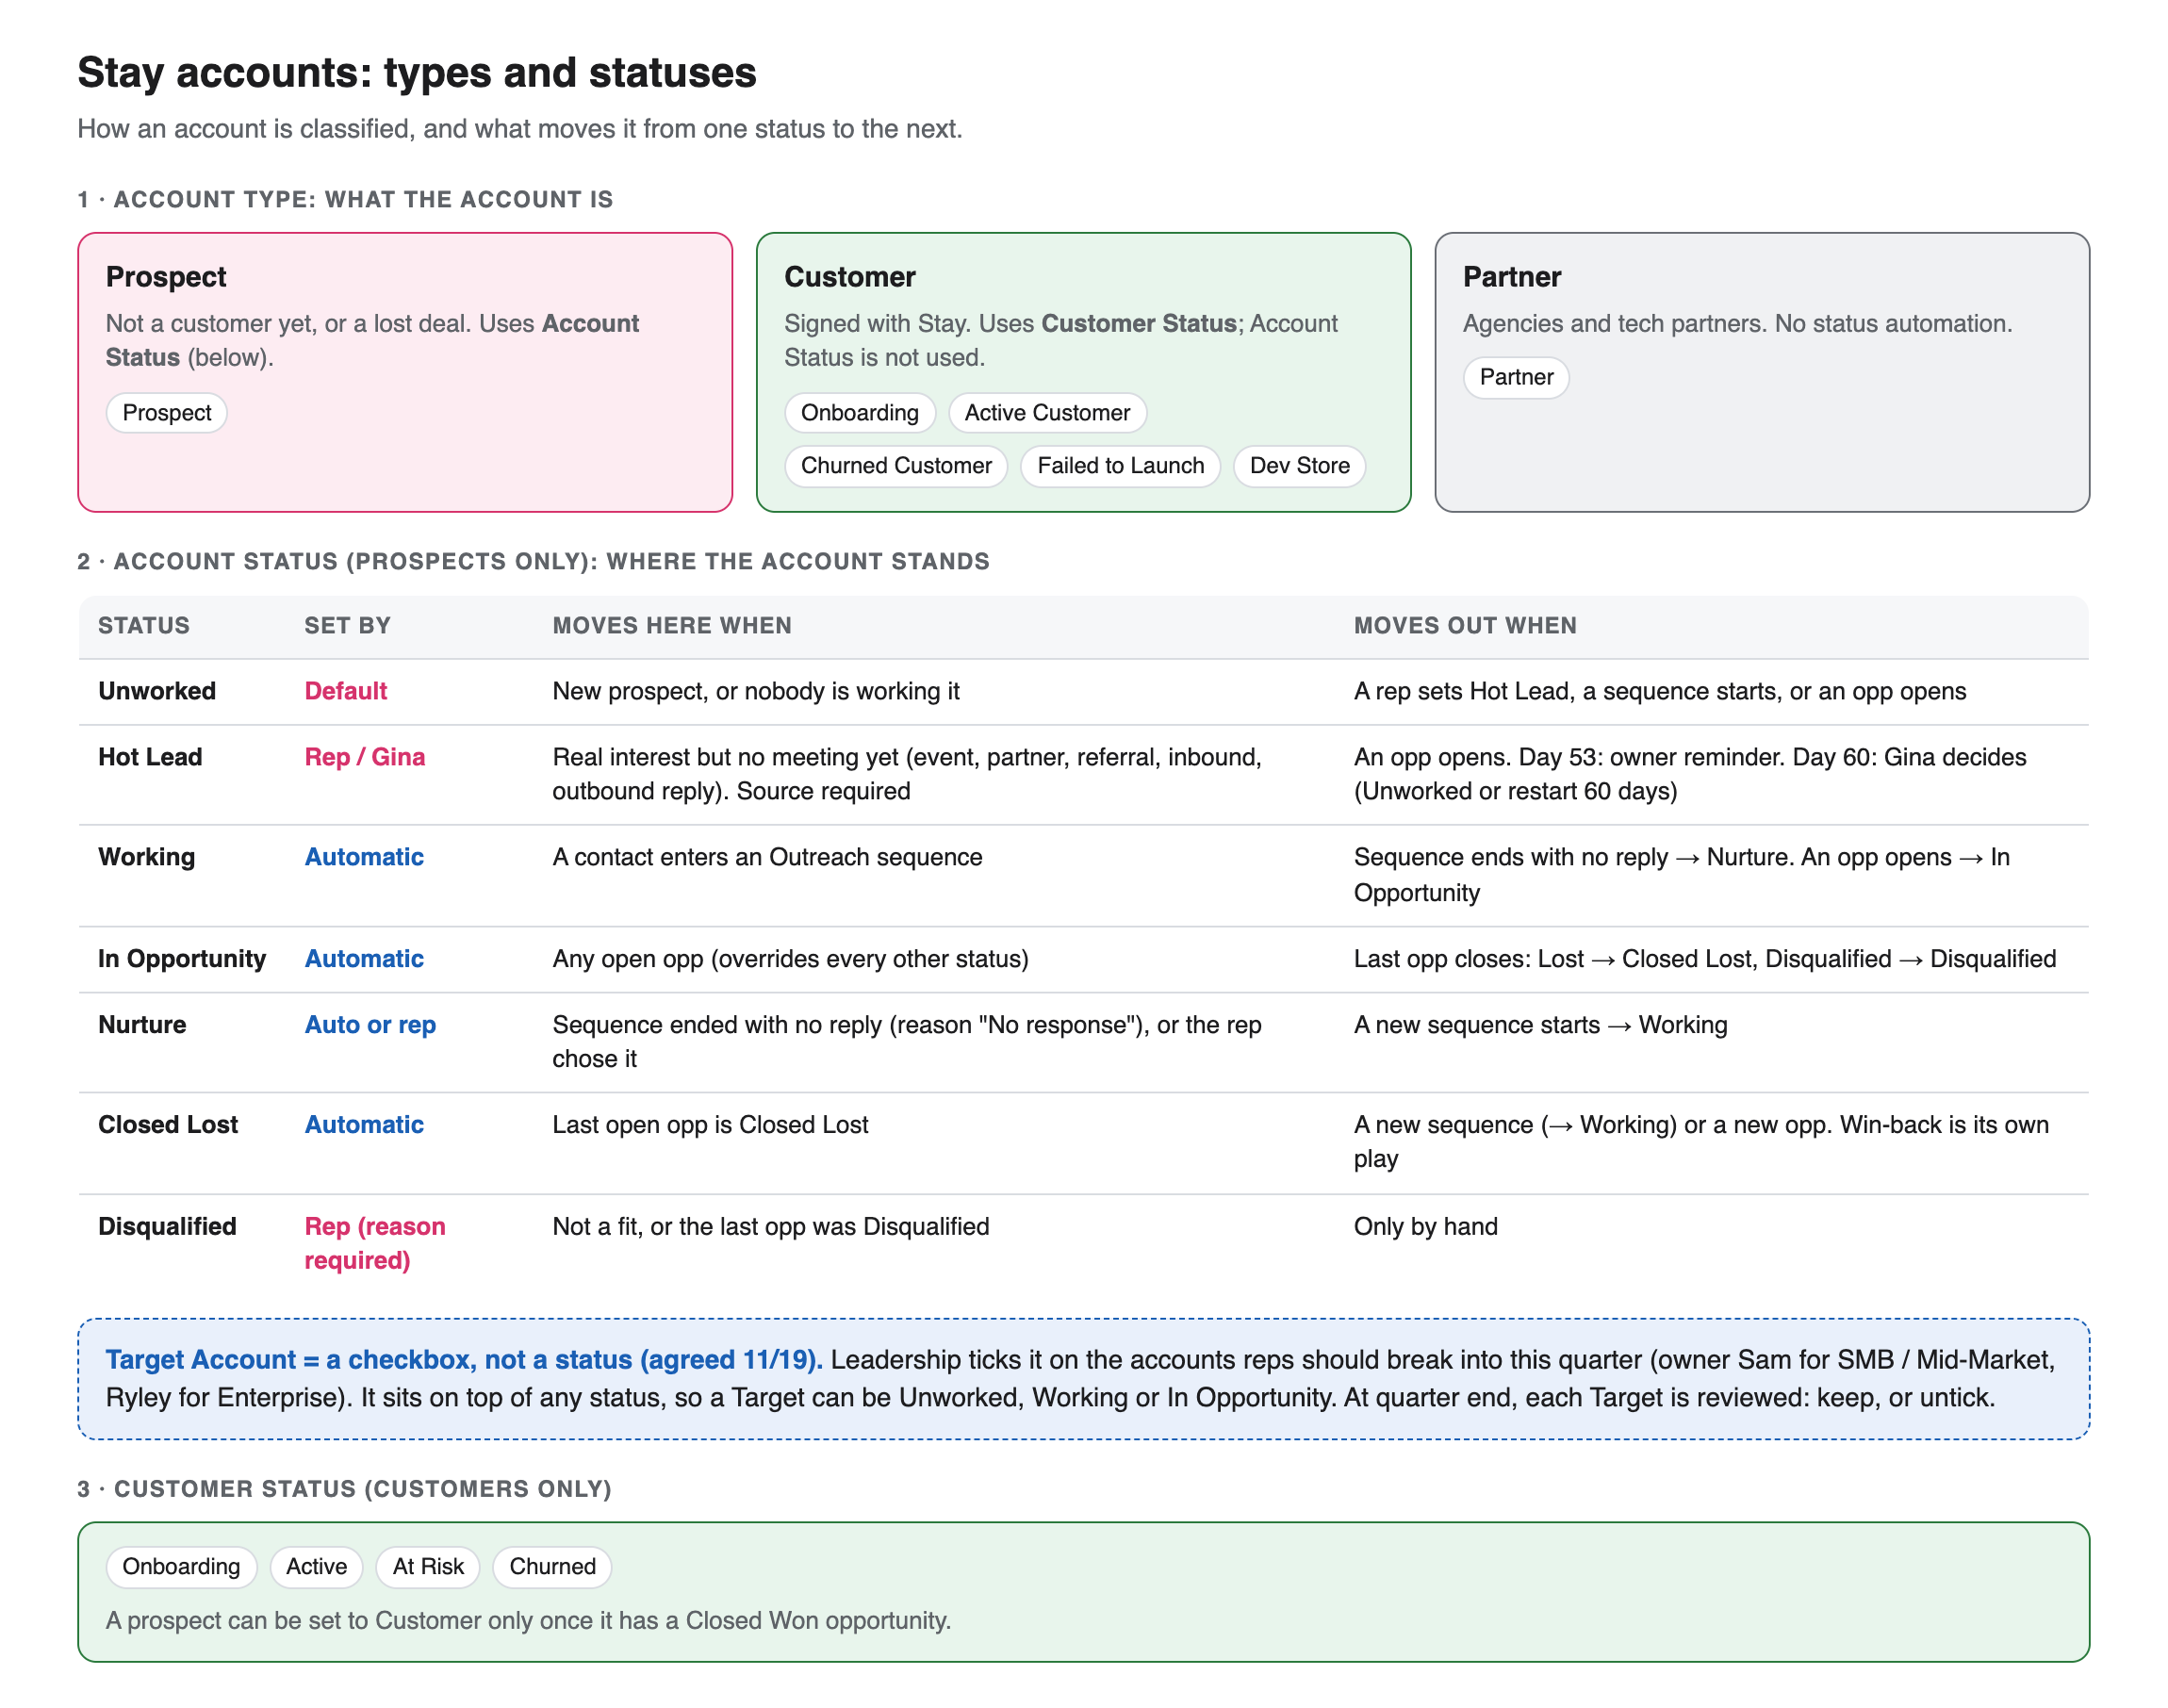 Stay accounts: types and statuses
How an account is classified, and what moves it from one status to the next.
1 · ACCOUNT TYPE: WHAT THE ACCOUNT IS
Prospect
Not a customer yet, or a lost deal. Uses Account
Status (below).
Prospect
Customer
Signed with Stay. Uses Customer Status; Account
Status is not used.
Onboarding
Active Customer
Churned Customer
Failed to Launch
Dev Store
Partner
Agencies and tech partners. No status automation.
Partner
2 · ACCOUNT STATUS (PROSPECTS ONLY): WHERE THE ACCOUNT STANDS
STATUS
SET BY
MOVES HERE WHEN
MOVES OUT WHEN
Unworked
Default
New prospect, or nobody is working it
A rep sets Hot Lead, a sequence starts, or an opp opens
Hot Lead
Rep / Gina
Real interest but no meeting yet (event, partner, referral, inbound,
outbound reply). Source required
An opp opens. Day 53: owner reminder. Day 60: Gina decides
(Unworked or restart 60 days)
Working
Automatic
A contact enters an Outreach sequence
Sequence ends with no reply → Nurture. An opp opens → In
Opportunity
In Opportunity
Automatic
Any open opp (overrides every other status)
Last opp closes: Lost → Closed Lost, Disqualified → Disqualified
Nurture
Auto or rep
Sequence ended with no reply (reason "No response"), or the rep
chose it
A new sequence starts → Working
Closed Lost
Automatic
Last open opp is Closed Lost
A new sequence (→ Working) or a new opp. Win-back is its own
play
Disqualified
Rep (reason
required)
Not a fit, or the last opp was Disqualified
Only by hand
Target Account = a checkbox, not a status (agreed 11/19). Leadership ticks it on the accounts reps should break into this quarter (owner Sam for SMB / Mid-Market,
Ryley for Enterprise). It sits on top of any status, so a Target can be Unworked, Working or In Opportunity. At quarter end, each Target is reviewed: keep, or untick.
3 · CUSTOMER STATUS (CUSTOMERS ONLY)
Onboarding
Active
At Risk
Churned
A prospect can be set to Customer only once it has a Closed Won opportunity.